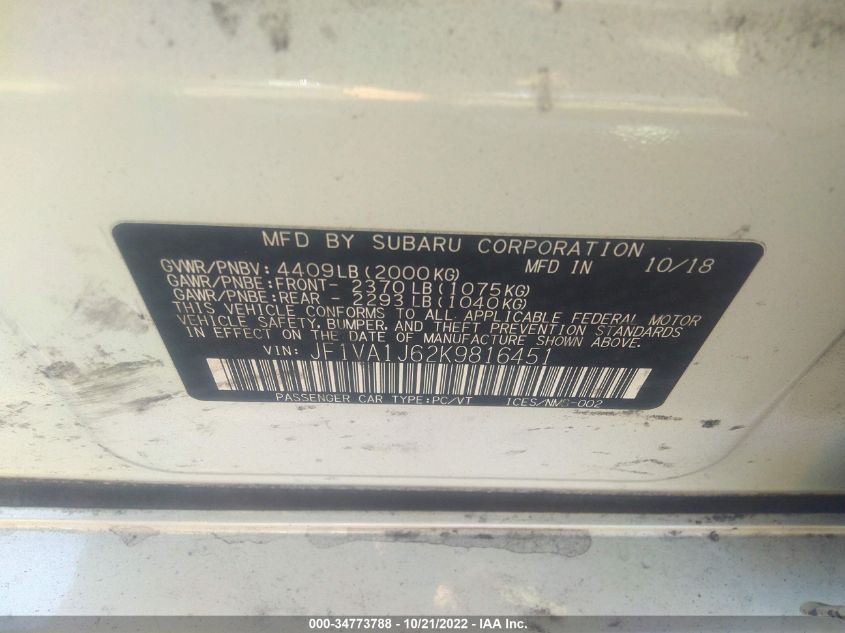 MFD BY SUBARU CORPORATION
GVWR/PNBV: 4409LB(2000KG) MFD IN 10/18
GAWR/PNBE:FRONT- 2370LB(1075KG)
GAWR/PNBE:REAR - 2293LB(1040KG)
THIS VEHICLE CONFORMS TO ALL APPLICABLE FEDERAL MOTOR
VEHICLE SAFETY, BUMPER, AND THEFT PREVENTION STANDARDS
IN EFFECT ON THE DATE OF MANUFACTURE SHOWN ABOVE.
VIN: JF1VA1J62K9816451
PASSENGER CAR TYPE:PC/VT ICES/NMB-002
000-34773788 - 10/21/2022 - IAA Inc.